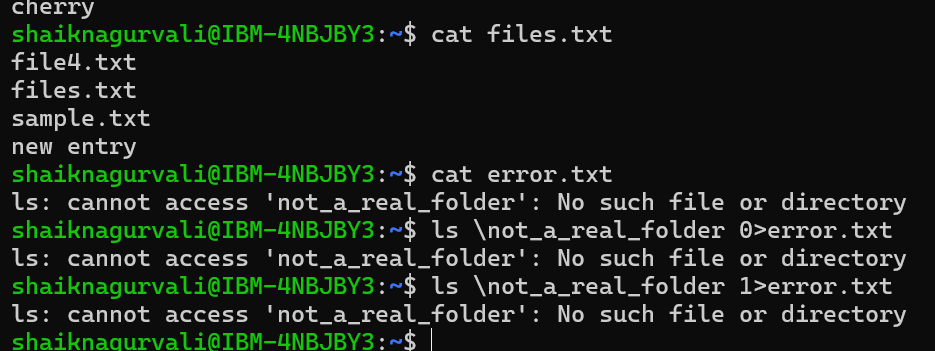 cherry
shaiknagurvali@IBM-4NBJBY3:~$ cat files.txt
file4.txt
files.txt
sample.txt
new entry
shaiknagurvali@IBM-4NBJBY3:~$ cat error.txt
ls: cannot access 'not_a_real_folder': No such file or directory
shaiknagurvali@IBM-4NBJBY3:~$ ls \not_a_real_folder 0>error.txt
ls: cannot access 'not_a_real_folder': No such file or directory
shaiknagurvali@IBM-4NBJBY3:~$ ls \not_a_real_folder 1>error.txt
ls: cannot access 'not_a_real_folder': No such file or directory
shaiknagurvali@IBM-4NBJBY3:~$